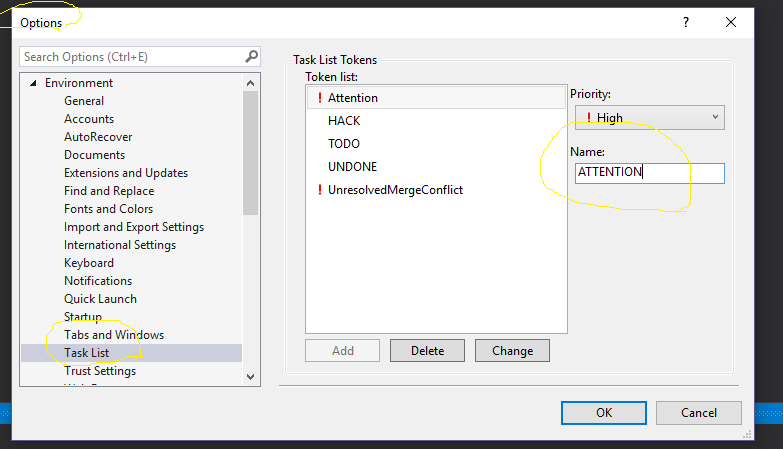 Options
?
Search Options (Ctrl+E)
Environment
General
Accounts
AutoRecover
Documents
Extensions and Updates
Find and Replace
Fonts and Colors
Import and Export Settings
International Settings
Keyboard
Notifications
Quick Launch
Startup
Tabs and Windows
Task List
Trust Settings
Task List Tokens
Token list:
! Attention
HACK
TODO
UNDONE
! UnresolvedMergeConflict
Priority:
! High
Name:
ATTENTION
Add
Delete
Change
OK
Cancel